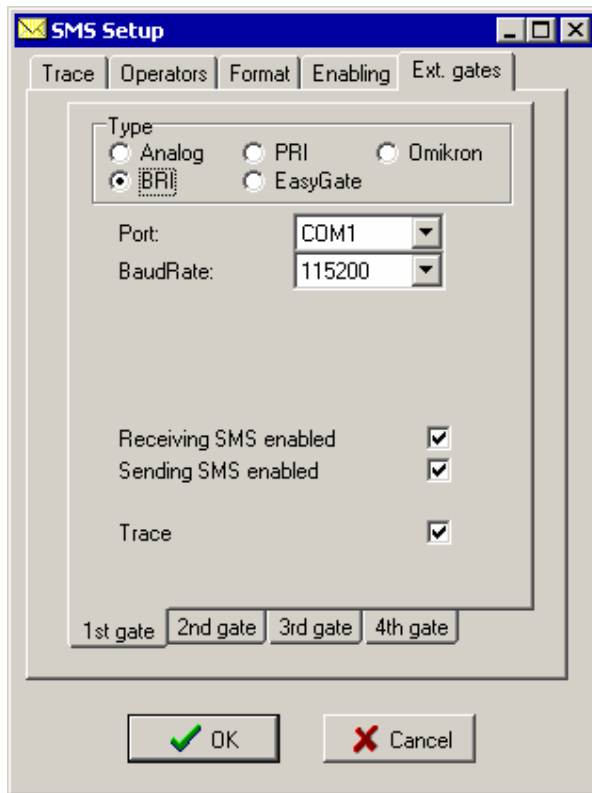 SMS Setup
Trace Operators Format Enabling Ext. gates
Type
Analog PRI Omikron
BRI EasyGate
Port: COM1
BaudRate: 115200
Receiving SMS enabled
Sending SMS enabled
Trace
1st gate 2nd gate 3rd gate 4th gate
OK Cancel